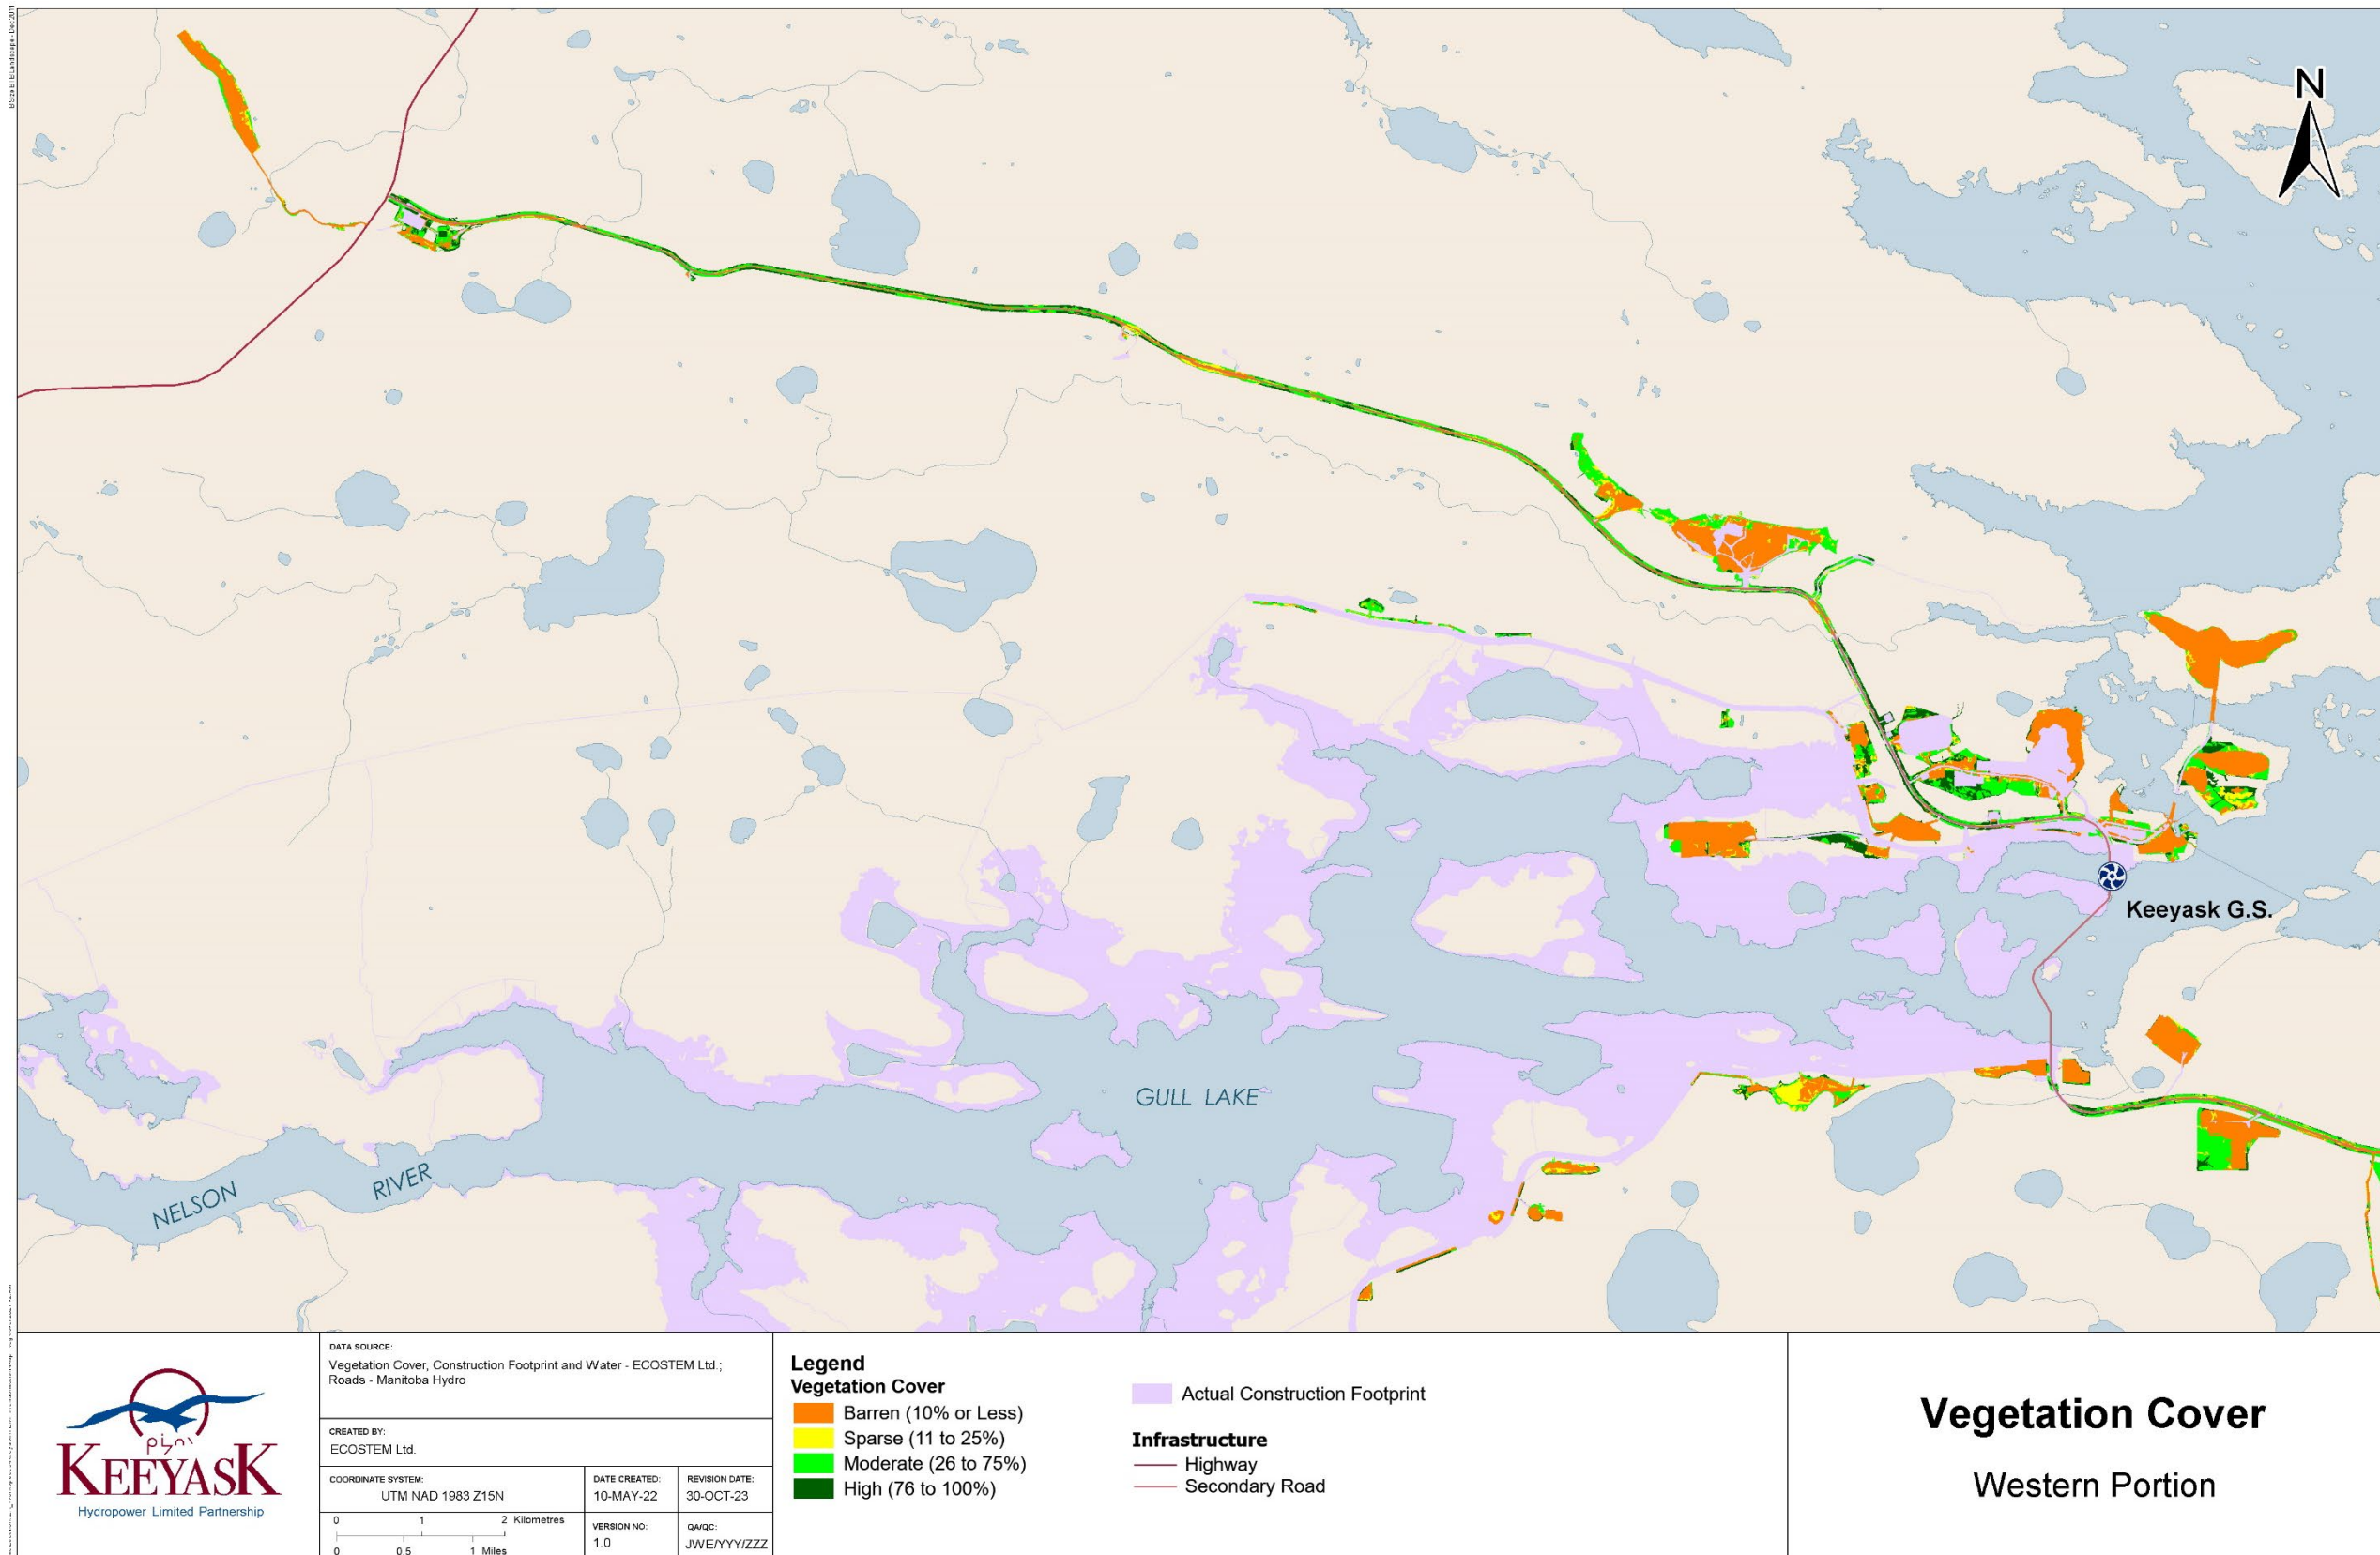 N
Keeyask G.S.
GULL LAKE
NELSON
RIVER
KEEYASK
Hydropower Limited Partnership
DATA SOURCE:
Vegetation Cover, Construction Footprint and Water - ECOSTEM Ltd.;
Roads - Manitoba Hydro
CREATED BY:
ECOSTEM Ltd.
COORDINATE SYSTEM:
UTM NAD 1983 Z15N
DATE CREATED:
10-MAY-22
REVISION DATE:
30-OCT-23
0 1 2 Kilometres
0 0.5 1 Miles
VERSION NO:
1.0
QA/QC:
JWE/YYY/ZZZ
Legend
Vegetation Cover
Barren (10% or Less)
Sparse (11 to 25%)
Moderate (26 to 75%)
High (76 to 100%)
Actual Construction Footprint
Infrastructure
Highway
Secondary Road
Vegetation Cover
Western Portion